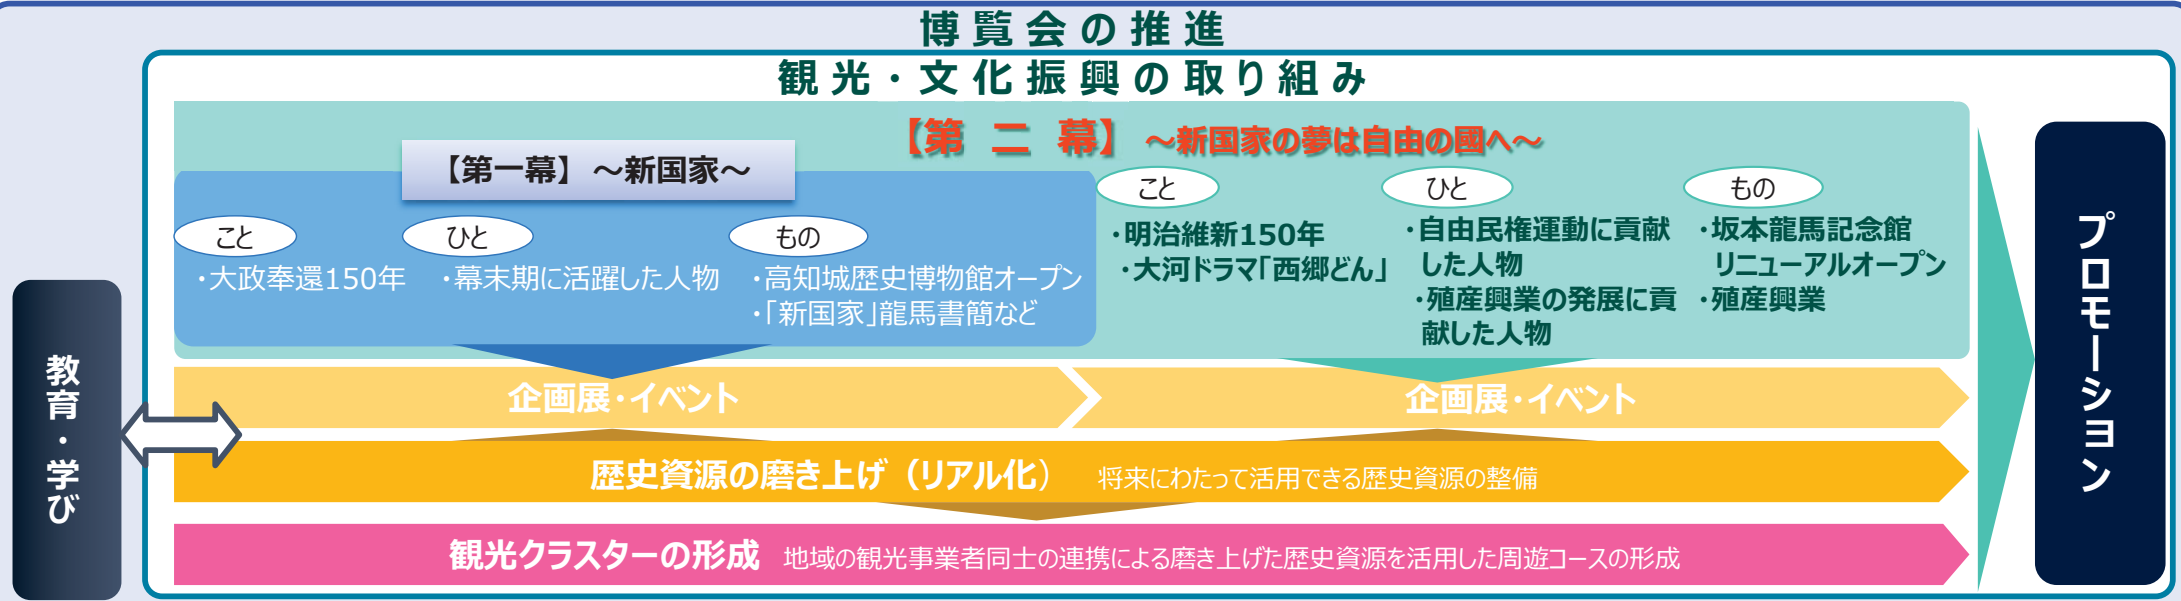 博覧会の推進
観光・文化振興の取り組み
【第二幕】 ～新国家の夢は自由の國へ～
【第一幕】～新国家～
こと
・大政奉還150年
ひと
・幕末期に活躍した人物
もの
・高知城歴史博物館オープン
・「新国家」龍馬書簡など
こと
・明治維新150年
・大河ドラマ「西郷どん」
ひと
・自由民権運動に貢献
した人物
・殖産興業の発展に貢
献した人物
もの
・坂本龍馬記念館
リニューアルオープン
・殖産興業
企画展・イベント
企画展・イベント
歴史資源の磨き上げ（リアル化） 将来にわたって活用できる歴史資源の整備
観光クラスターの形成 地域の観光事業者同士の連携による磨き上げた歴史資源を活用した周遊コースの形成
教育・学び
プロモーション